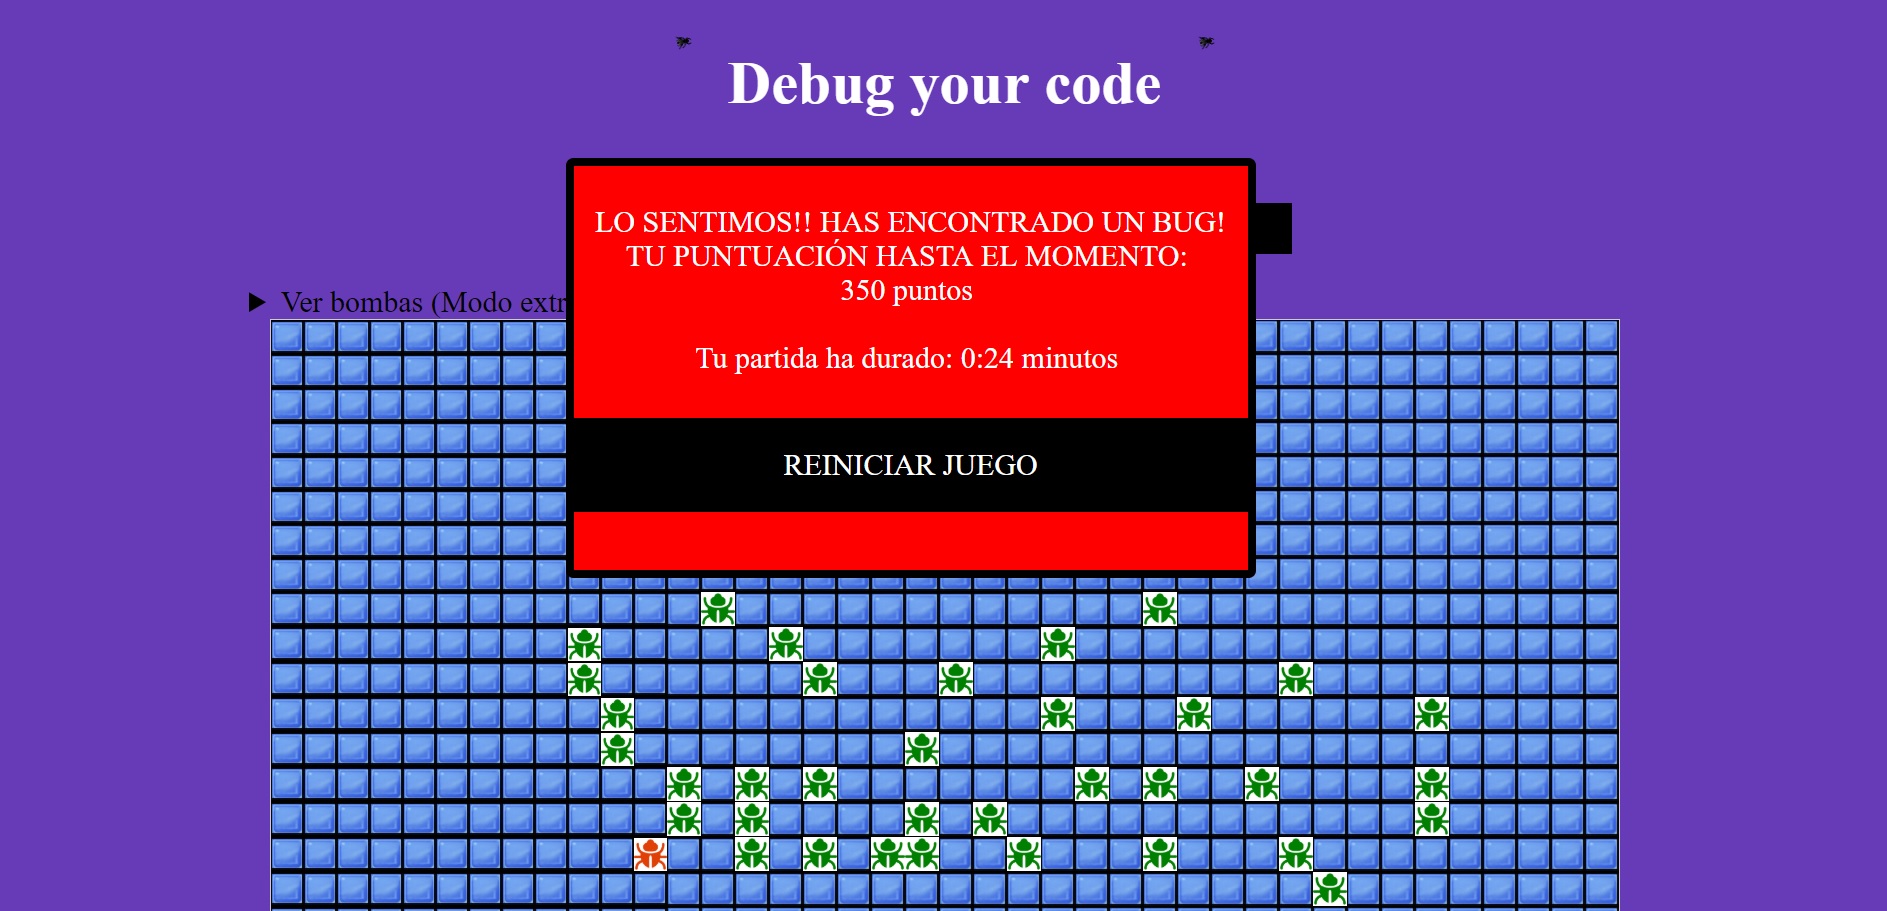 Debug your code
LO SENTIMOS!! HAS ENCONTRADO UN BUG!
TU PUNTUACIÓN HASTA EL MOMENTO:
350 puntos
Tu partida ha durado: 0:24 minutos
Ver bombas (Modo
REINICIAR JUEGO